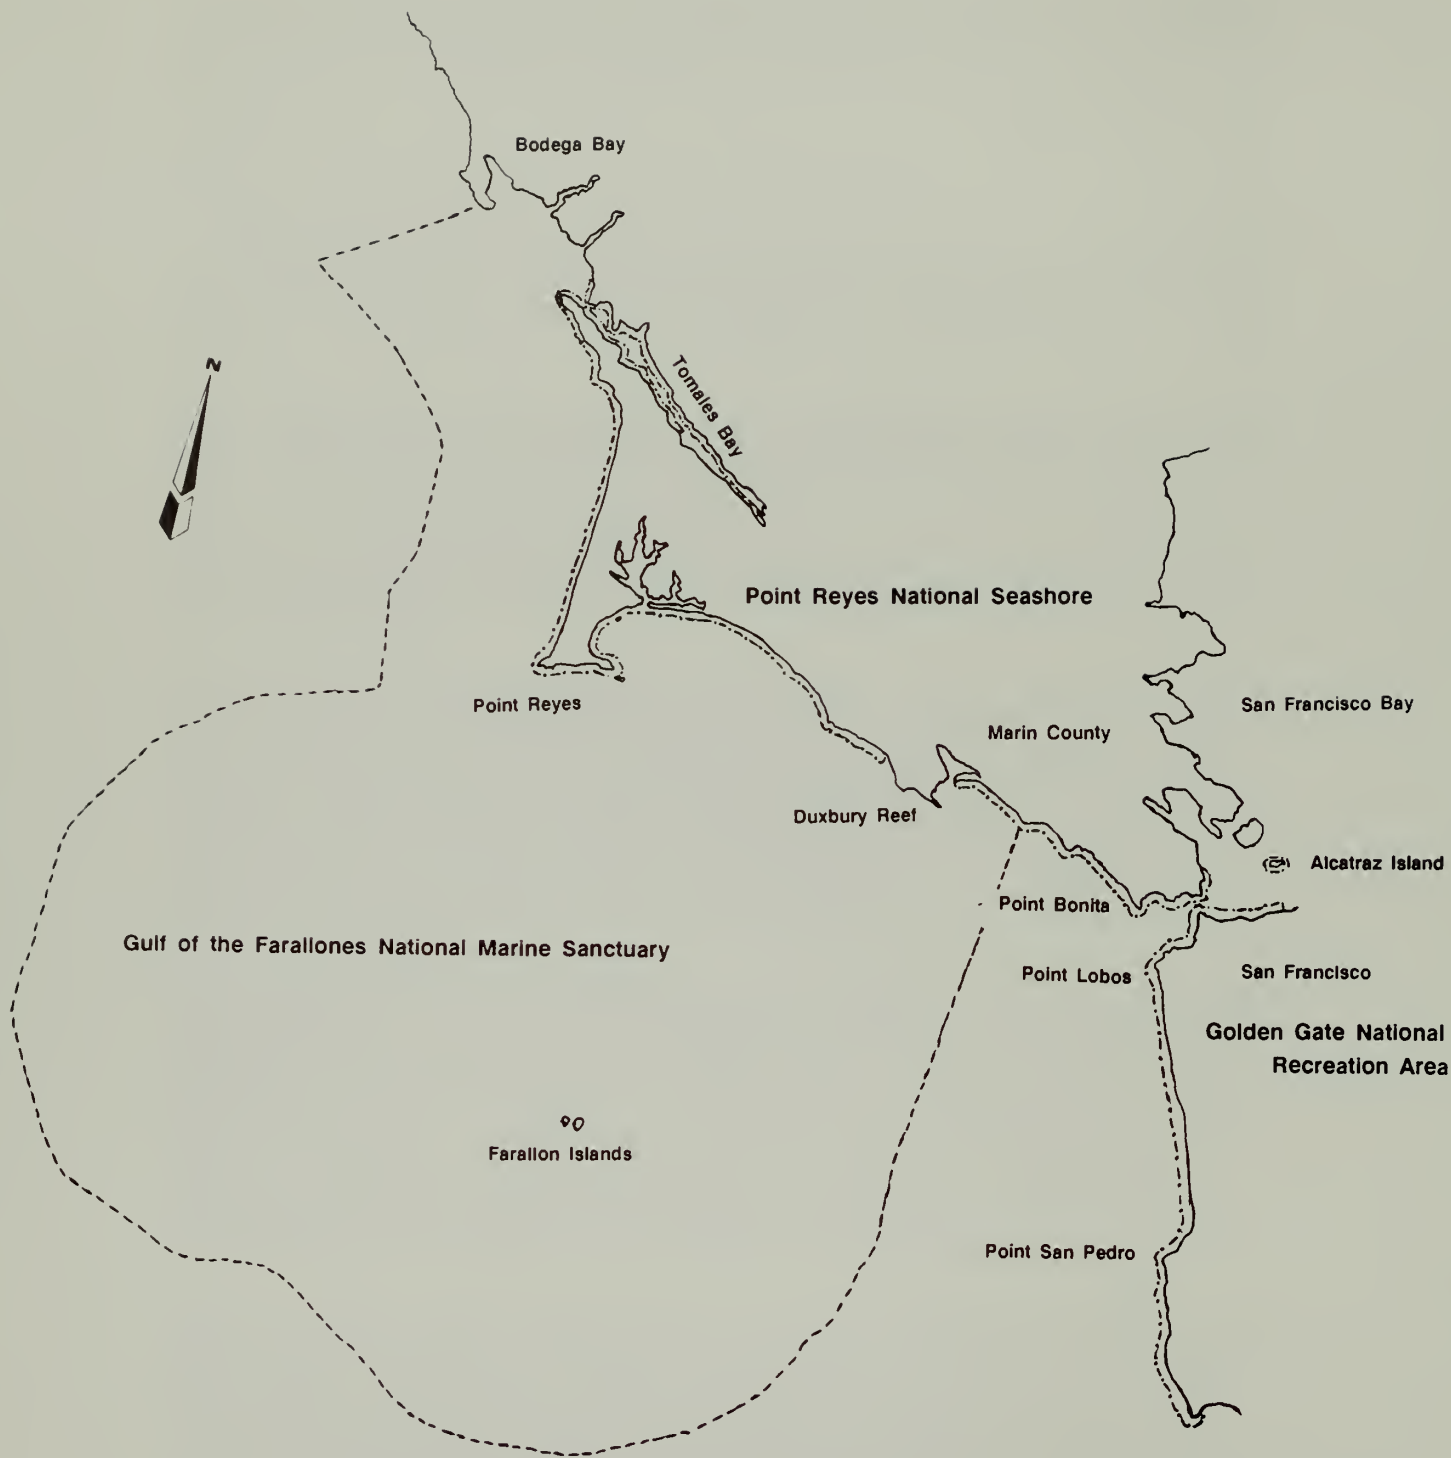 Bodega Bay
N
Tomales Bay
Point Reyes National Seashore
Point Reyes
San Francisco Bay
Marin County
Duxbury Reef
Alcatraz Island
Point Bonita
Gulf of the Farallones National Marine Sanctuary
Point Lobos
San Francisco
Golden Gate National
Recreation Area
Farallon Islands
Point San Pedro